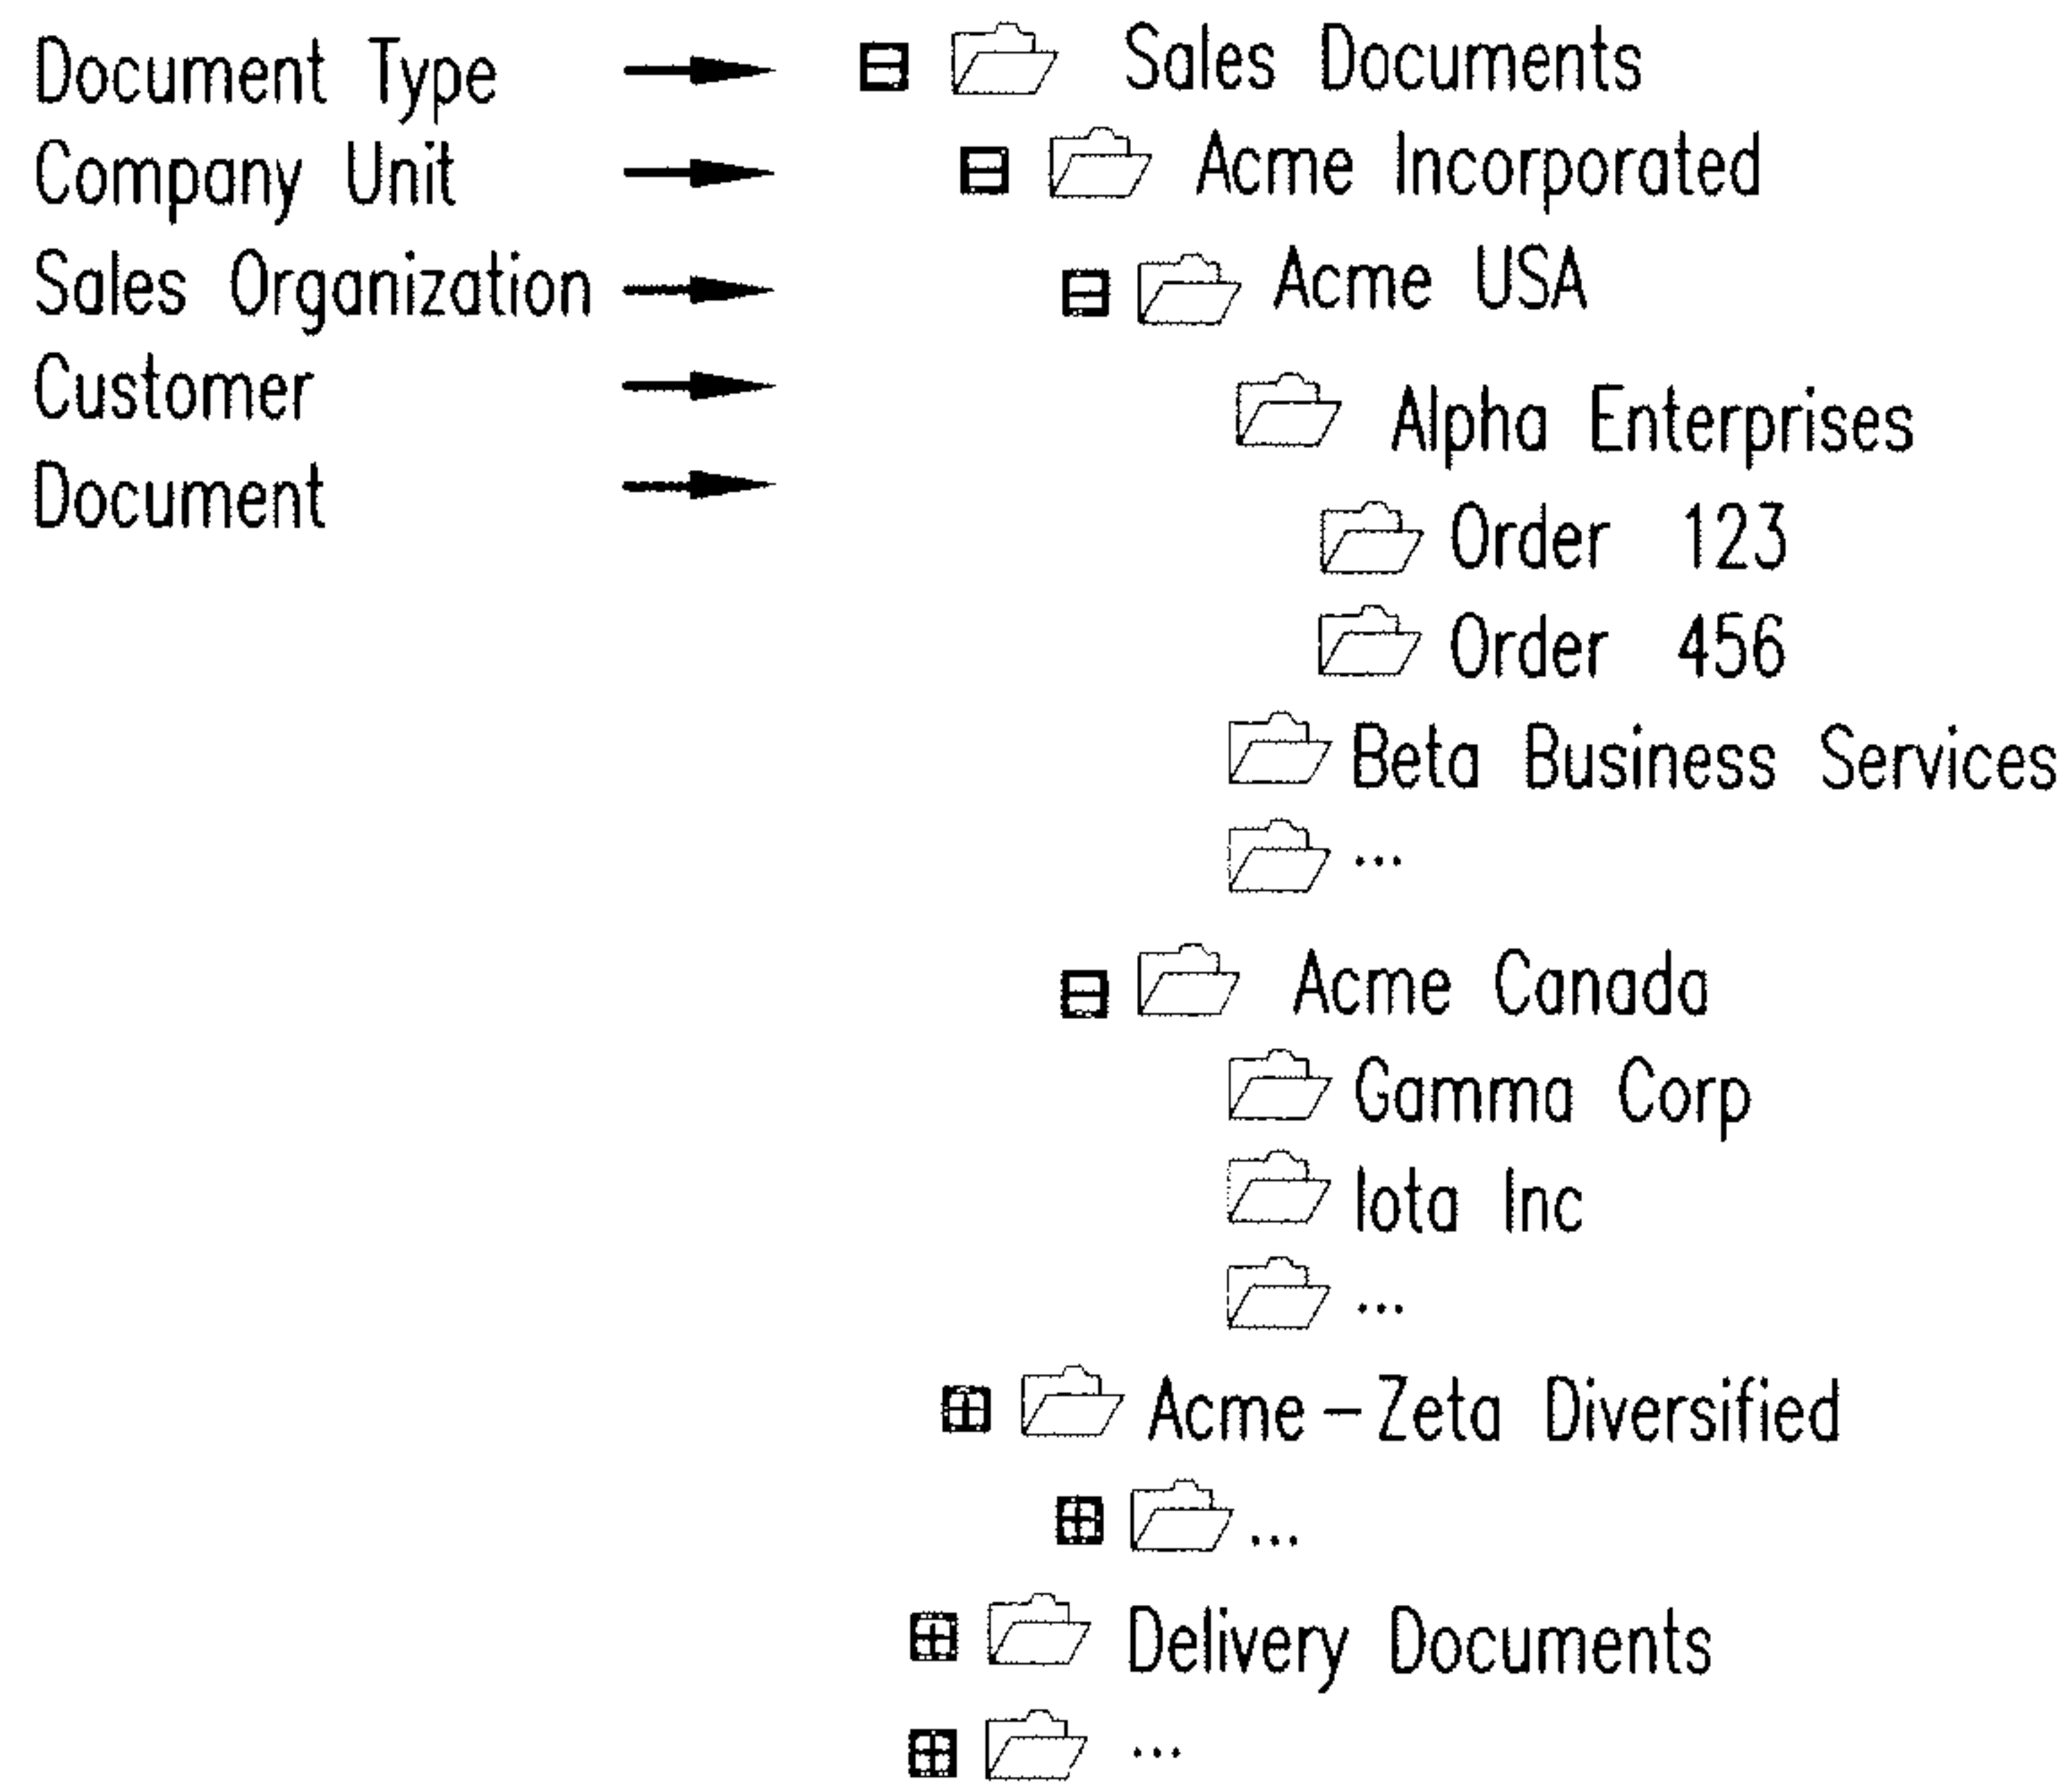 Document Type
Company Unit
Sales Organization
Customer
Document
Sales Documents
Acme Incorporated
Acme USA
Alpha Enterprises
Order 123
Order 456
Beta Business Services
...
Acme Canada
Gamma Corp
Iota Inc
...
Acme-Zeta Diversified
...
Delivery Documents
...